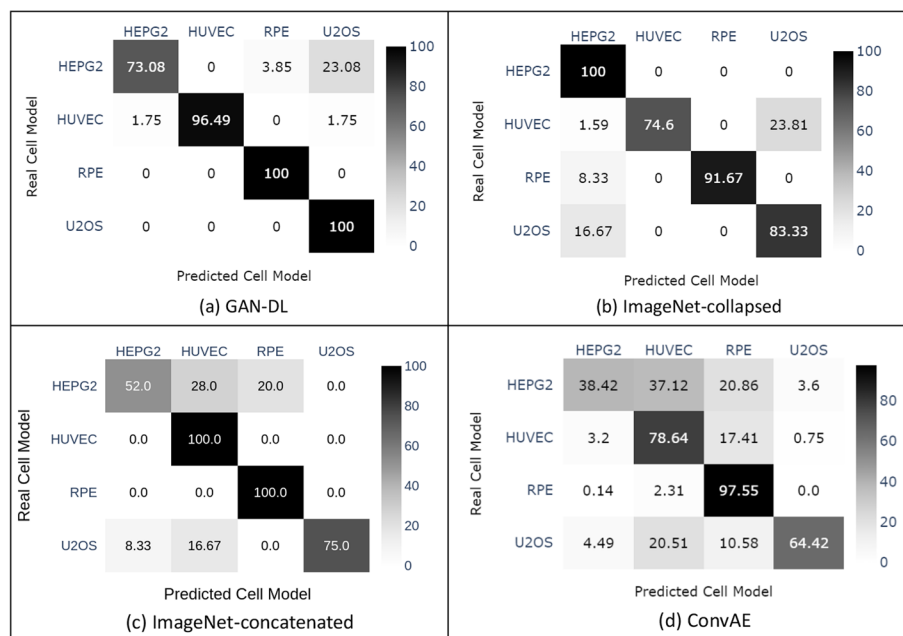 HEPG2 HUVEC RPE U2OS
HEPG2 73.08 0 3.85 23.08
HUVEC 1.75 96.49 0 1.75
RPE 0 0 100 0
U2OS 0 0 0 100
100
80
60
40
20
0
Real Cell Model
Predicted Cell Model
(a) GAN-DL
HEPG2 HUVEC RPE U2OS
HEPG2 100 0 0 0
HUVEC 1.59 74.6 0 23.81
RPE 8.33 0 91.67 0
U2OS 16.67 0 0 83.33
100
80
60
40
20
0
Real Cell Model
Predicted Cell Model
(b) ImageNet-collapsed
HEPG2 HUVEC RPE U2OS
HEPG2 52.0 28.0 20.0 0.0
HUVEC 0.0 100.0 0.0 0.0
RPE 0.0 0.0 100.0 0.0
U2OS 8.33 16.67 0.0 75.0
100
80
60
40
20
0
Real Cell Model
Predicted Cell Model
(c) ImageNet-concatenated
HEPG2 HUVEC RPE U2OS
HEPG2 38.42 37.12 20.86 3.6
HUVEC 3.2 78.64 17.41 0.75
RPE 0.14 2.31 97.55 0.0
U2OS 4.49 20.51 10.58 64.42
80
60
40
20
0
Real Cell Model
Predicted Cell Model
(d) ConvAE